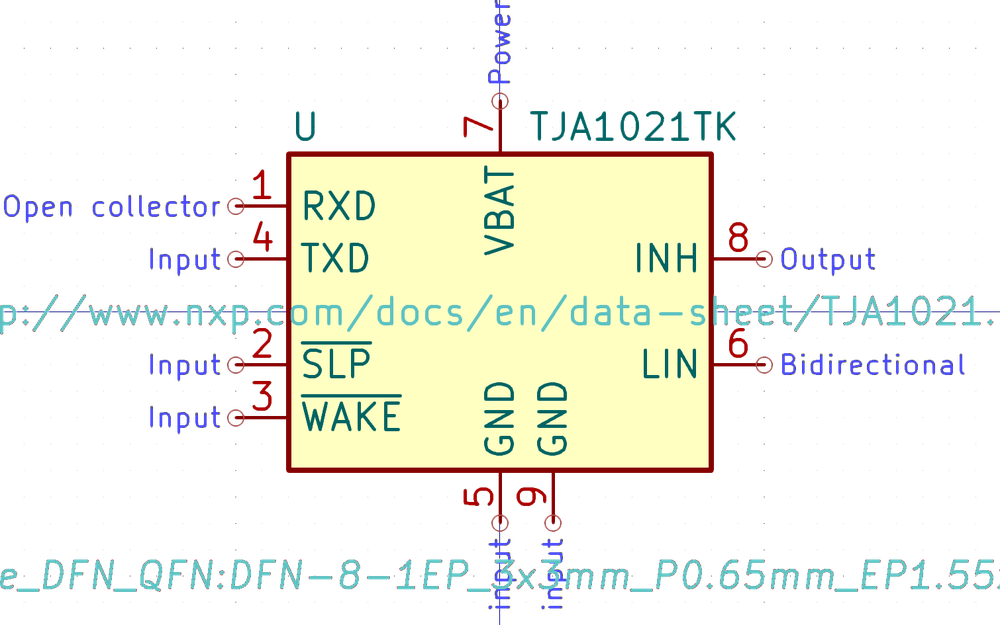 Power
U
7
TJA1021TK
VBAT
Open collector
1
RXD
Input
4
TXD
INH
8
Output
p://www.nxp.com/docs/en/data-sheet/TJA1021.
Input
2
SLP
LIN
6
Bidirectional
Input
3
WAKE
GND
GND
5
9
input
input
e_DFN_QFN:DFN-8-1EP_3x3mm_P0.65mm_EP1.55